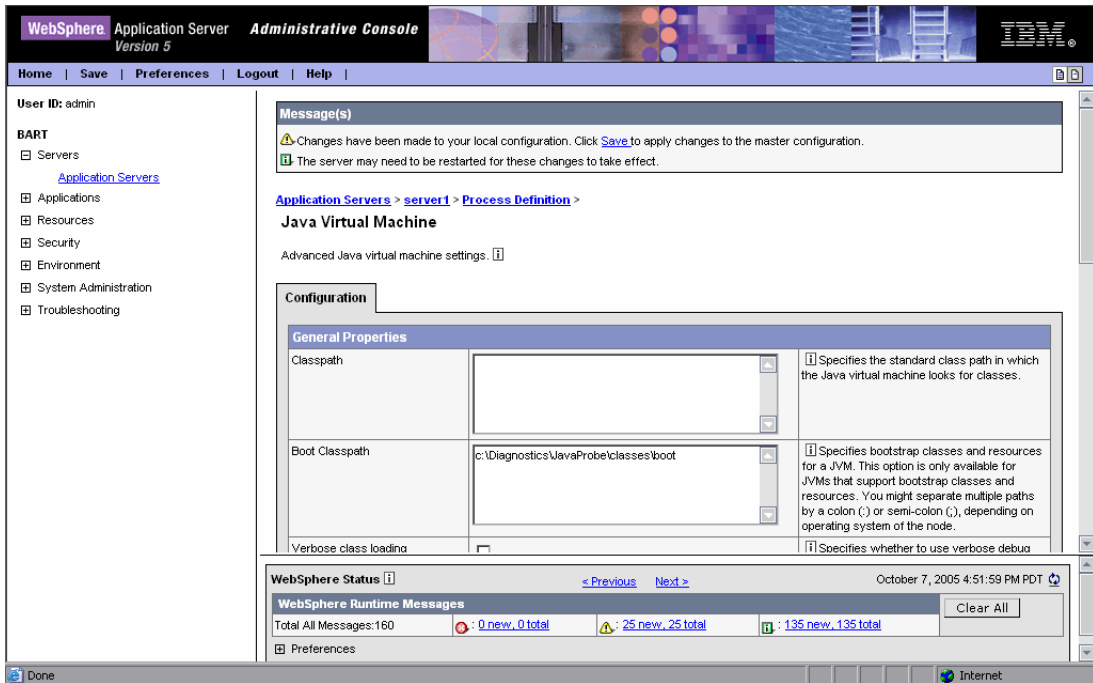 WebSphere Application Server Administrative Console
Version 5
IBM®
Home | Save | Preferences | Logout | Help |
User ID: admin
BART
Servers
Application Servers
Applications
Resources
Security
Environment
System Administration
Troubleshooting
Message(s)
Changes have been made to your local configuration. Click Save to apply changes to the master configuration.
The server may need to be restarted for these changes to take effect.
Application Servers > server1 > Process Definition >
Java Virtual Machine
Advanced Java virtual machine settings. i
Configuration
General Properties
Classpath
i Specifies the standard class path in which
the Java virtual machine looks for classes.
Boot Classpath
c:\Diagnostics\JavaProbe\classes\boot
i Specifies bootstrap classes and resources
for a JVM. This option is only available for
JVMs that support bootstrap classes and
resources. You might separate multiple paths
by a colon (:) or semi-colon (;), depending on
operating system of the node.
Verbose class loading
i Specifies whether to use verbose debug
WebSphere Status i
< Previous Next >
October 7, 2005 4:51:59 PM PDT
WebSphere Runtime Messages
Clear All
Total All Messages:160
: 0 new, 0 total
: 25 new, 25 total
: 135 new, 135 total
Preferences
Done
Internet